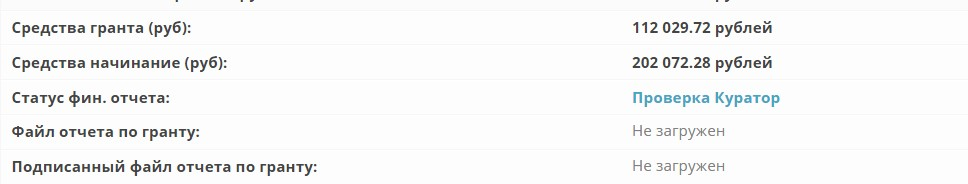 Средства гранта (руб): 112 029.72 рублей
Средства начинание (руб): 202 072.28 рублей
Статус фин. отчета: Проверка Куратор
Файл отчета по гранту: Не загружен
Подписанный файл отчета по гранту: Не загружен